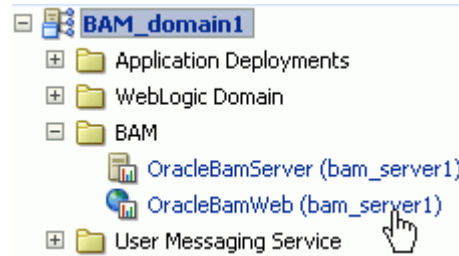 BAM_domain1
Application Deployments
WebLogic Domain
BAM
OracleBamServer (bam_server1)
OracleBamWeb (bam_server1)
User Messaging Service